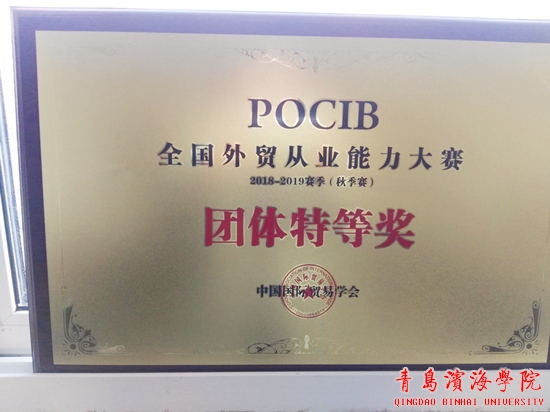 POCIB
全国外贸从业能力大赛
2018-2019赛季（秋季赛）
团体特等奖
中国国际贸易学会
青島濱海學院
QINGDAO BINHAI UNIVERSITY